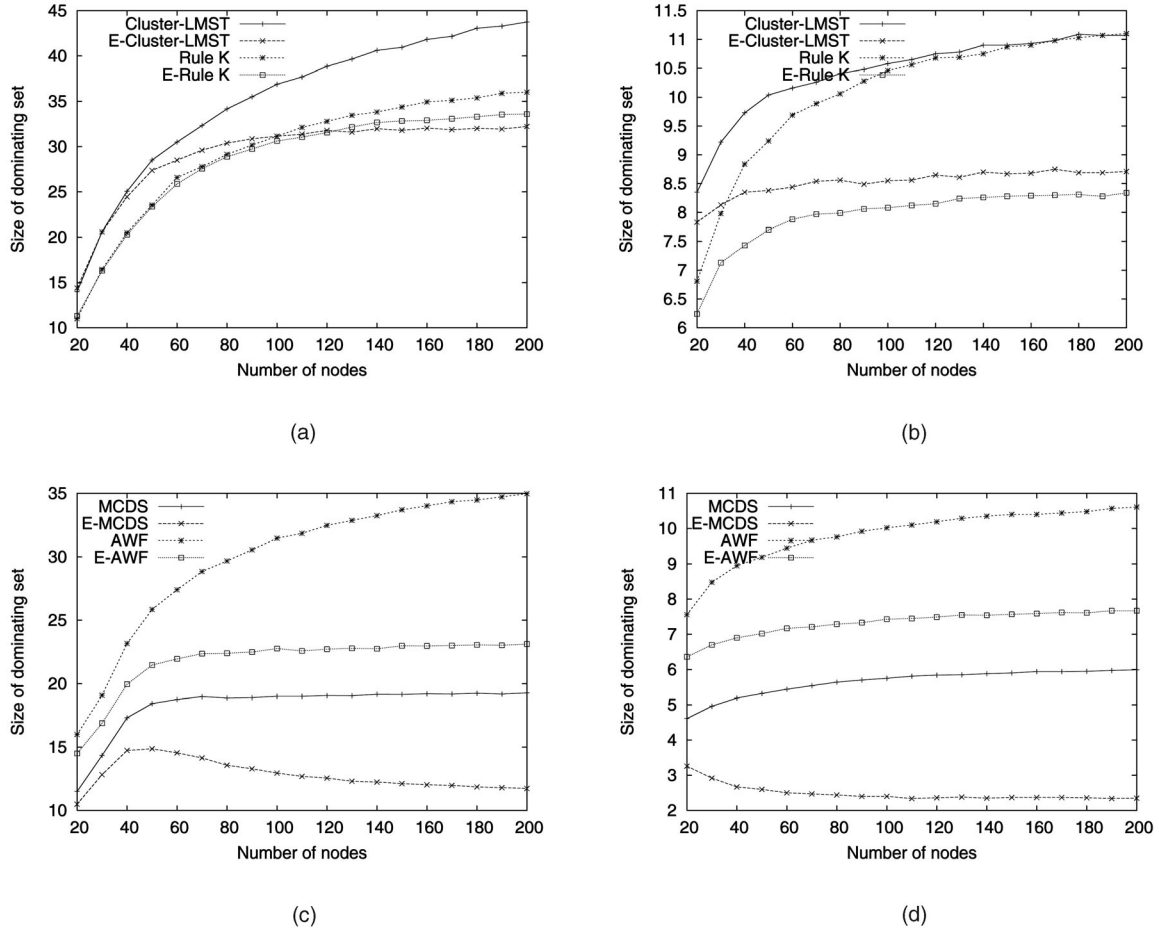 45
40
35
30
25
20
15
10
Size of dominating set
Cluster-LMST
E-Cluster-LMST
Rule K
E-Rule K
20 40 60 80 100 120 140 160 180 200
Number of nodes
(a)
11.5
11
10.5
10
9.5
9
8.5
8
7.5
7
6.5
6
Size of dominating set
Cluster-LMST
E-Cluster-LMST
Rule K
E-Rule K
20 40 60 80 100 120 140 160 180 200
Number of nodes
(b)
35
30
25
20
15
10
Size of dominating set
MCDS
E-MCDS
AWF
E-AWF
20 40 60 80 100 120 140 160 180 200
Number of nodes
(c)
11
10
9
8
7
6
5
4
3
2
Size of dominating set
MCDS
E-MCDS
AWF
E-AWF
20 40 60 80 100 120 140 160 180 200
Number of nodes
(d)